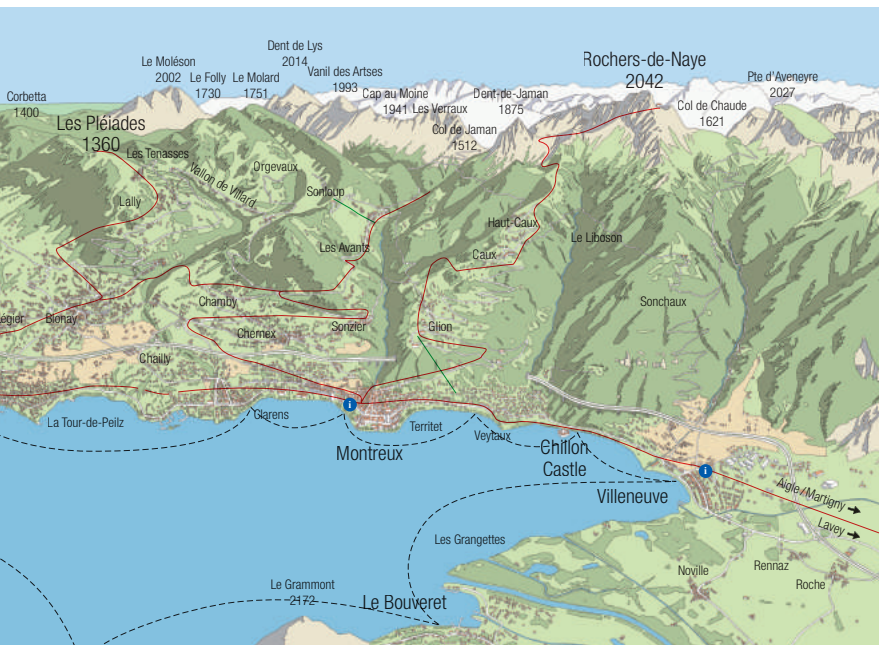 Dent de Lys
2014
Le Moléson
2002
Le Folly
1730
Le Molard
1751
Vanil des Artses
1993
Rochers-de-Naye
2042
Pte d'Aveneyre
2027
Corbetta
1400
Cap au Moine
1941
Les Verraux
Dent-de-Jaman
1875
Col de Chaude
1621
Les Pléiades
1360
Col de Jaman
1512
Les Tenasses
Orgevaux
Vallon de Villard
Sonloup
Lally
Haut-Caux
Le Liboson
Les Avants
Caux
Chamby
Sonchaux
égier
Blonay
Chernex
Sonzier
Glion
Chailly
La Tour-de-Peilz
Clarens
i
Territet
Veytaux
Montreux
Chillon
Castle
i
Villeneuve
Aigle/Martigny
Lavey
Les Grangettes
Noville
Rennaz
Roche
Le Grammont
2172
Le Bouveret